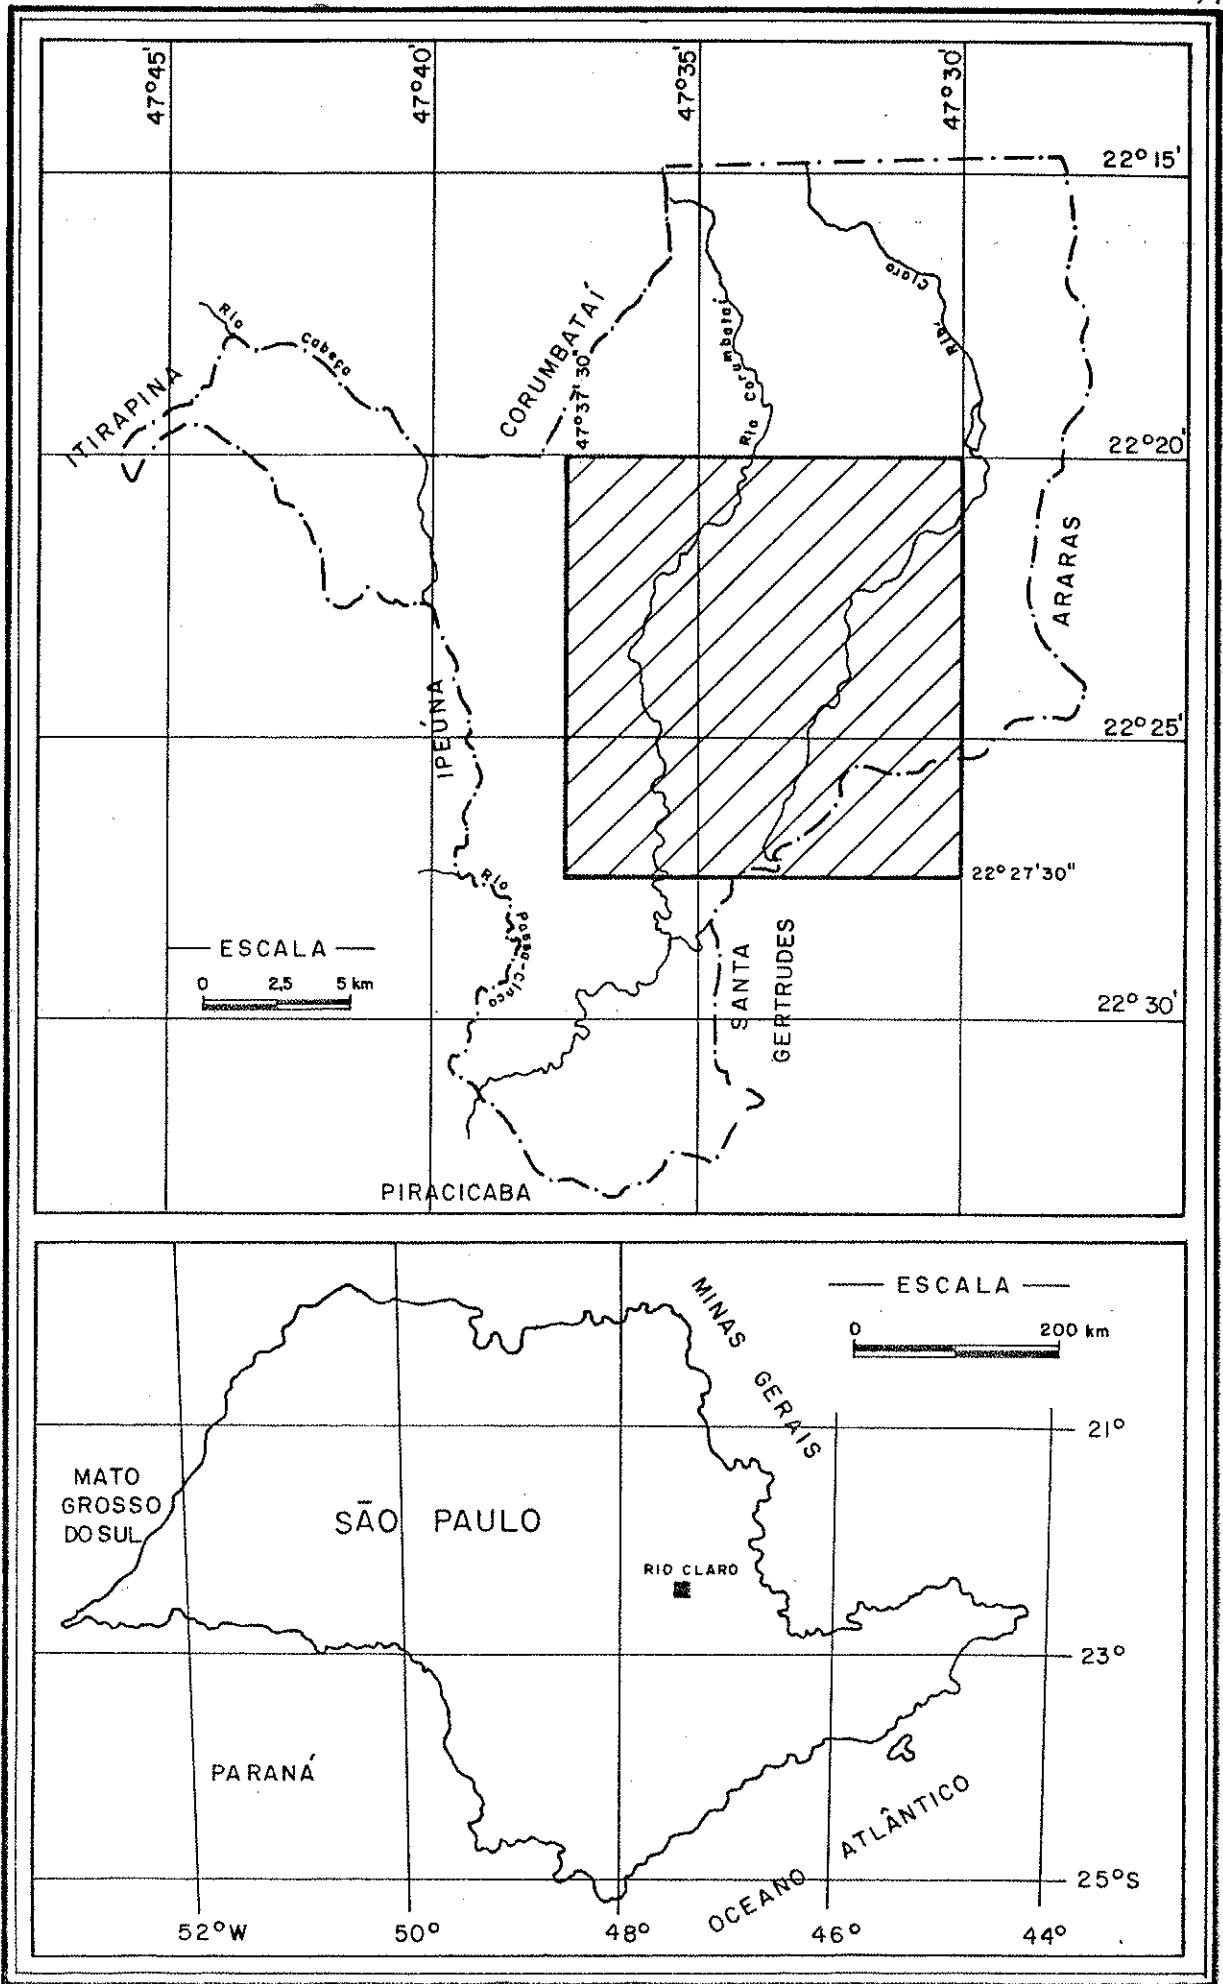 47°45'
47°40'
47°35'
47°30'
22° 15'
Rio Cabeça
ITIRAPINA
CORUMBATAÍ
47°37'30"
Rio Corumbataí
Ribº Claro
22°20'
ARARAS
IPEÚNA
22°25'
22°27'30"
Rio Passa-Cinco
ESCALA
0 2,5 5 km
SANTA
GERTRUDES
22° 30'
PIRACICABA
MINAS GERAIS
ESCALA
0 200 km
21°
MATO
GROSSO
DO SUL
SÃO PAULO
RIO CLARO
23°
PARANÁ
OCEANO ATLÂNTICO
25°S
52°W 50° 48° 46° 44°